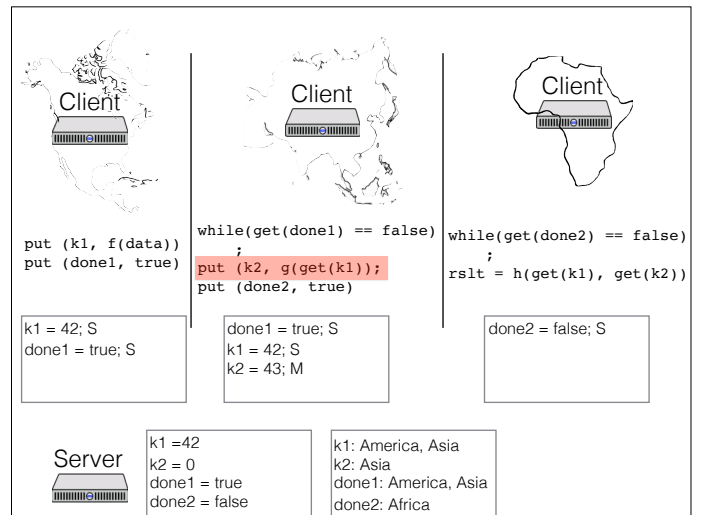 Client
Client
Client
put (k1, f(data))
put (done1, true)
while(get(done1) == false)
;
put (k2, g(get(k1));
put (done2, true)
while(get(done2) == false)
;
rslt = h(get(k1), get(k2))
k1 = 42; S
done1 = true; S
done1 = true; S
k1 = 42; S
k2 = 43; M
done2 = false; S
Server
k1 =42
k2 = 0
done1 = true
done2 = false
k1: America, Asia
k2: Asia
done1: America, Asia
done2: Africa